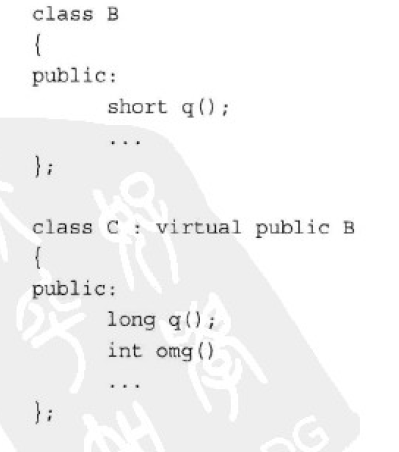 class B
{
public:
short q();
...
};
class C : virtual public B
{
public:
long q();
int omg()
...
};